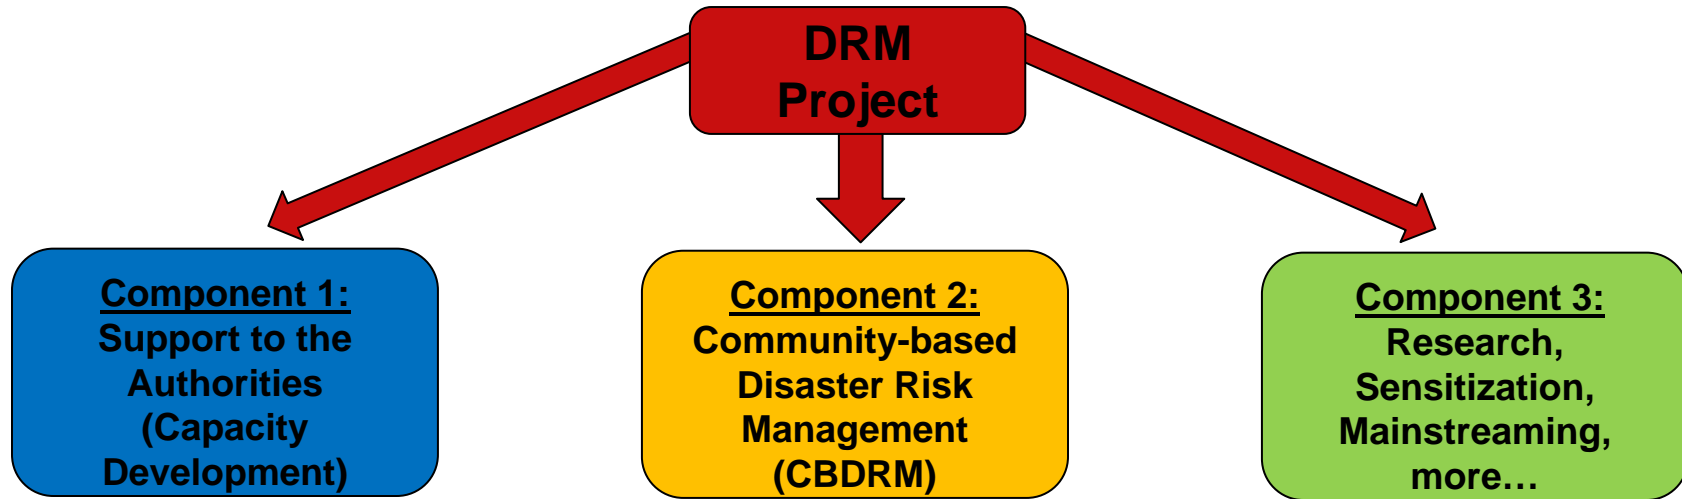 DRM
Project
Component 1:
Support to the
Authorities
(Capacity
Development)
Component 2:
Community-based
Disaster Risk
Management
(CBDRM)
Component 3:
Research,
Sensitization,
Mainstreaming,
more…